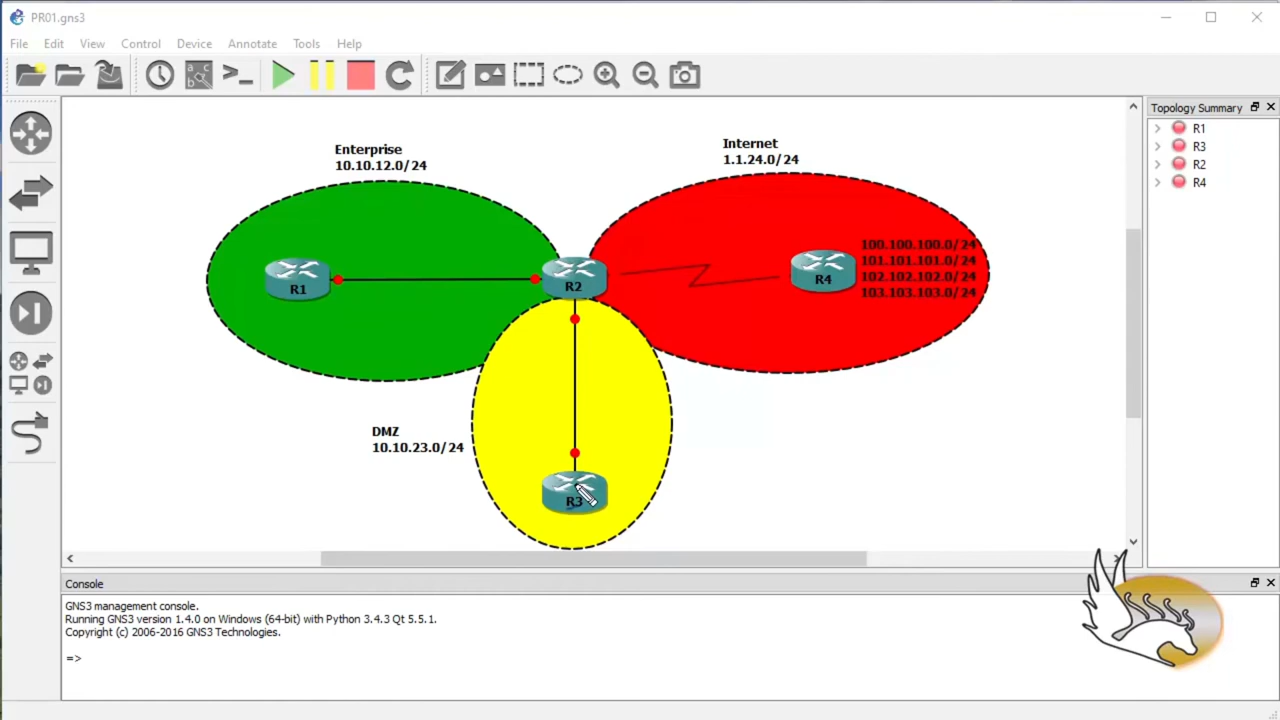 PR01.gns3
File Edit View Control Device Annotate Tools Help
Topology Summary
R1
R3
R2
R4
Enterprise
10.10.12.0/24
Internet
1.1.24.0/24
R1
R2
R4
100.100.100.0/24
101.101.101.0/24
102.102.102.0/24
103.103.103.0/24
DMZ
10.10.23.0/24
R3
Console
GNS3 management console.
Running GNS3 version 1.4.0 on Windows (64-bit) with Python 3.4.3 Qt 5.5.1.
Copyright (c) 2006-2016 GNS3 Technologies.
=>